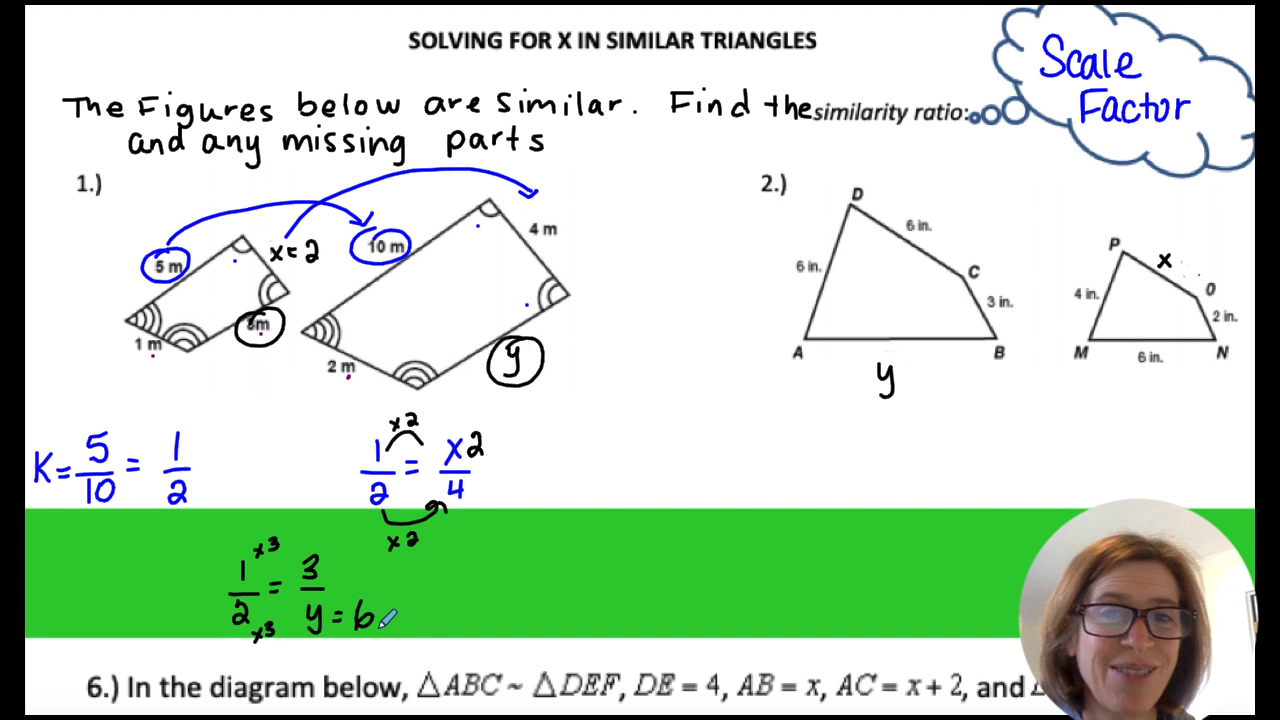 SOLVING FOR X IN SIMILAR TRIANGLES
Scale
Factor
The Figures below are similar. Find the similarity ratio:
and any missing parts
1.)
5 m
x = 2
10 m
4 m
1 m
3m
2 m
y
2.)
D
6 in.
6 in.
C
3 in.
A
B
y
P
x
4 in.
O
2 in.
M
6 in.
N
K = 5/10 = 1/2
x2
1/2 = x2/4
x2
x3
1/2 = 3/y = 6
x3
6.) In the diagram below, △ABC ~ △DEF, DE = 4, AB = x, AC = x + 2, and